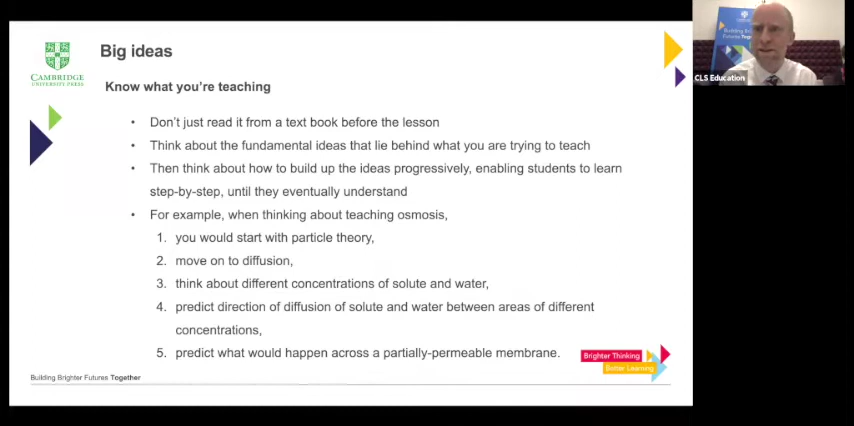 Big ideas
CAMBRIDGE
UNIVERSITY PRESS
Know what you're teaching
• Don't just read it from a text book before the lesson
• Think about the fundamental ideas that lie behind what you are trying to teach
• Then think about how to build up the ideas progressively, enabling students to learn
step-by-step, until they eventually understand
• For example, when thinking about teaching osmosis,
1. you would start with particle theory,
2. move on to diffusion,
3. think about different concentrations of solute and water,
4. predict direction of diffusion of solute and water between areas of different
concentrations,
5. predict what would happen across a partially-permeable membrane.
Brighter Thinking
Better Learning
Building Brighter Futures Together
Building Brighter
Futures Together
CLS Education